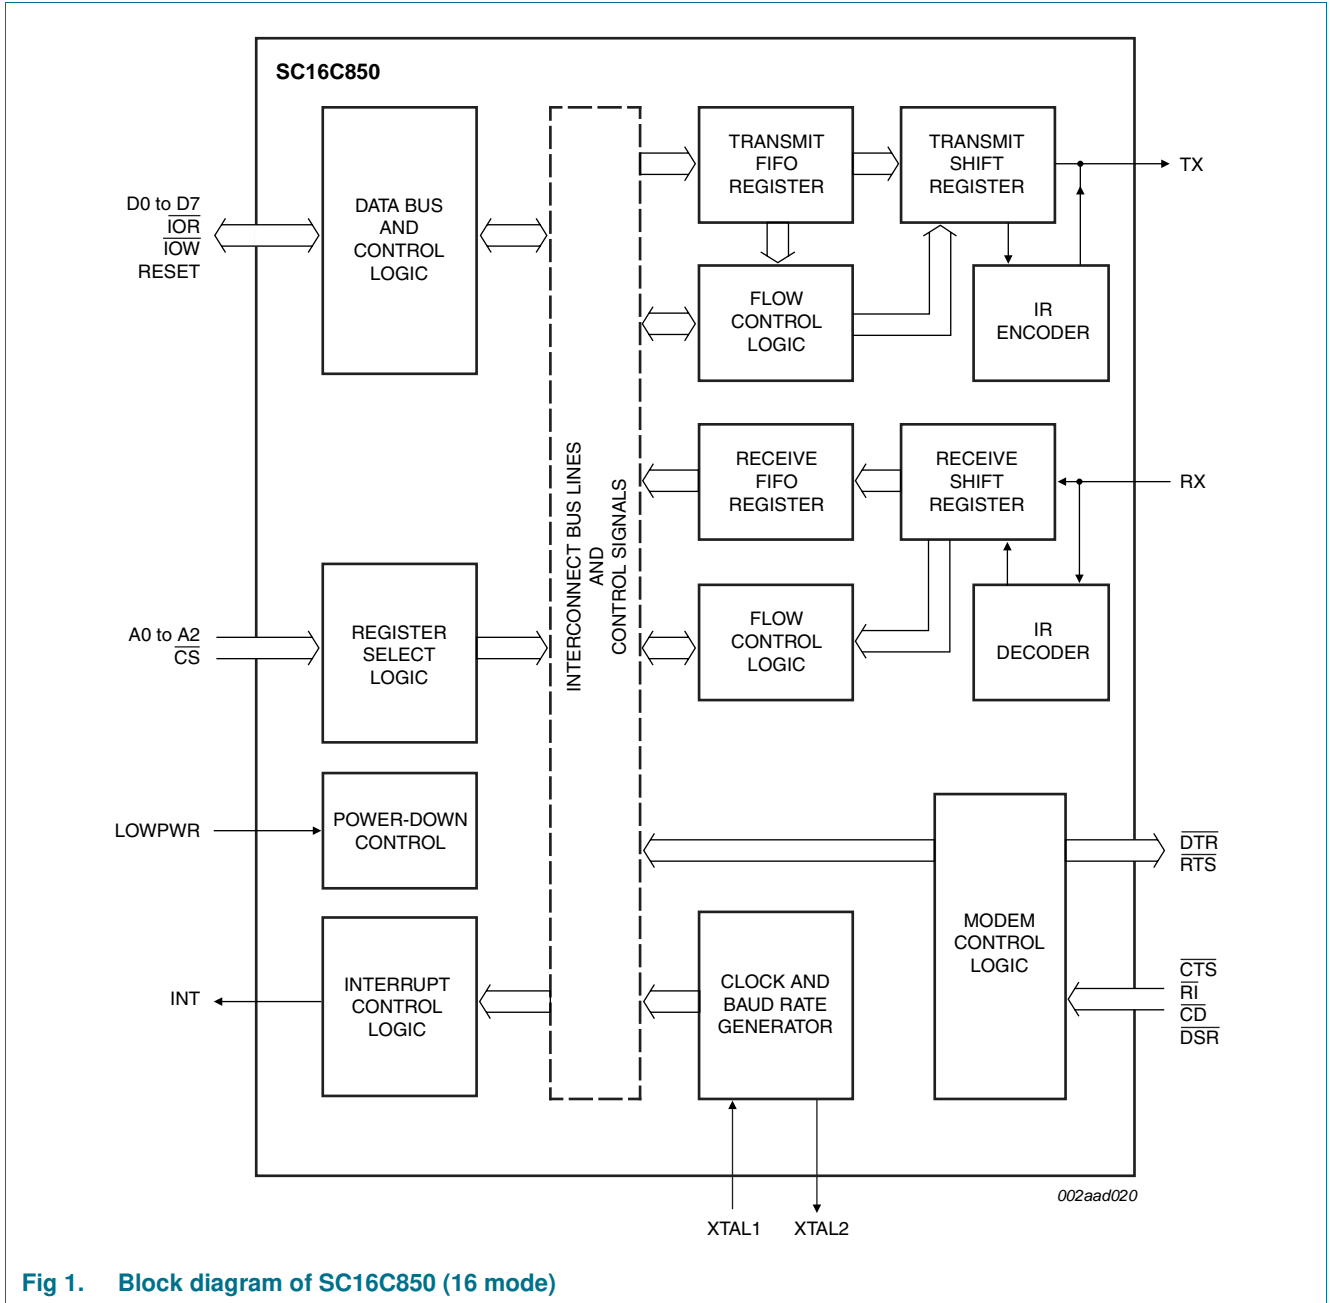 SC16C850
D0 to D7
IOR
IOW
RESET
DATA BUS
AND
CONTROL
LOGIC
TRANSMIT
FIFO
REGISTER
TRANSMIT
SHIFT
REGISTER
TX
FLOW
CONTROL
LOGIC
IR
ENCODER
INTERCONNECT BUS LINES
AND
CONTROL SIGNALS
RECEIVE
FIFO
REGISTER
RECEIVE
SHIFT
REGISTER
RX
A0 to A2
CS
REGISTER
SELECT
LOGIC
FLOW
CONTROL
LOGIC
IR
DECODER
LOWPWR
POWER-DOWN
CONTROL
DTR
RTS
MODEM
CONTROL
LOGIC
INT
INTERRUPT
CONTROL
LOGIC
CLOCK AND
BAUD RATE
GENERATOR
CTS
RI
CD
DSR
XTAL1
XTAL2
002aad020
Fig 1. Block diagram of SC16C850 (16 mode)